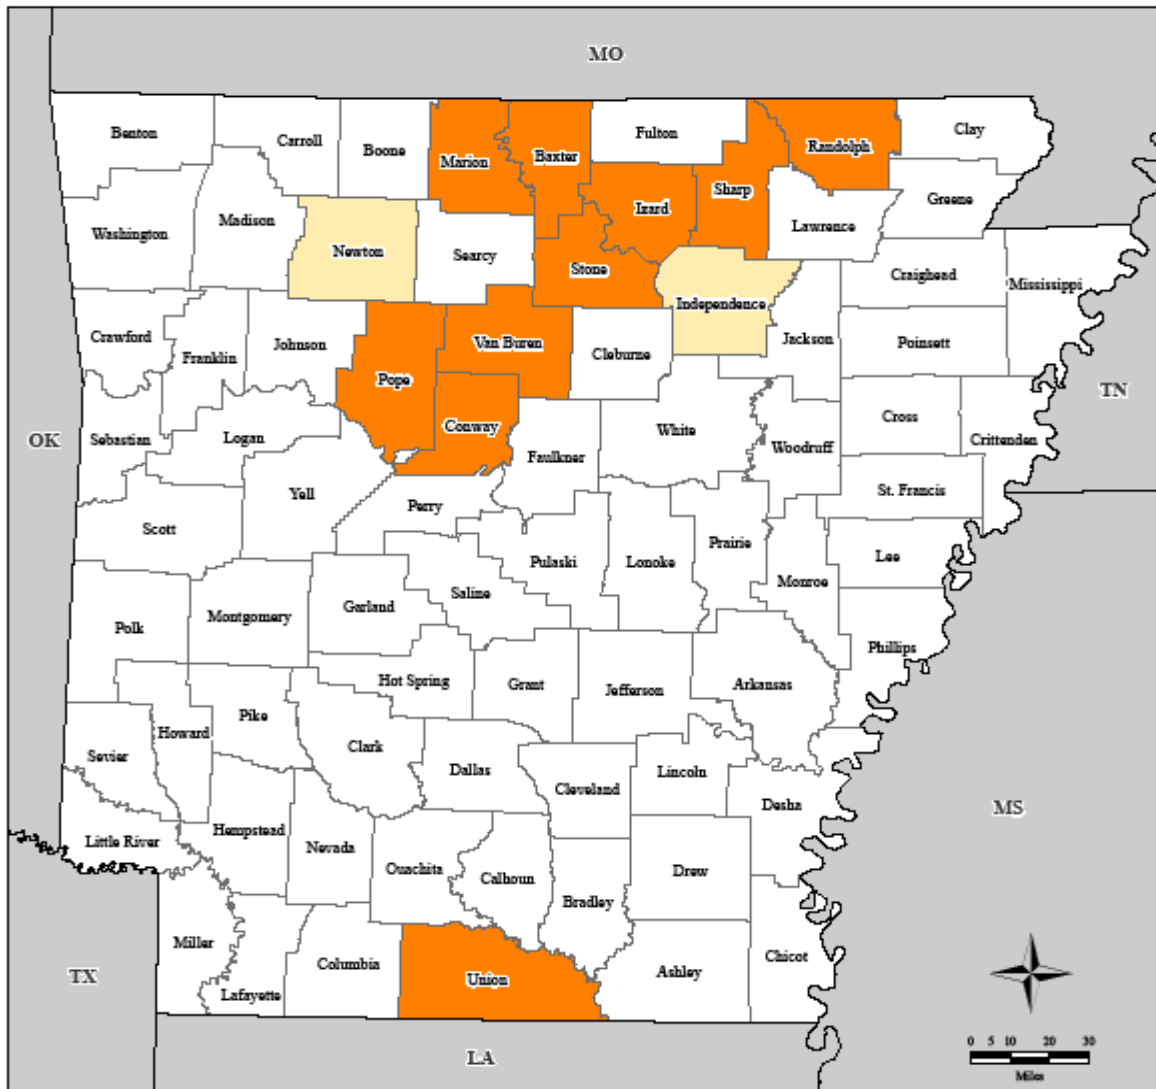 MO
Benton
Carroll
Boone
Marion
Baxter
Fulton
Sharp
Randolph
Clay
Washington
Madison
Newton
Searcy
Stone
Izard
Independence
Lawrence
Greene
Craighead
Mississippi
Crawford
Franklin
Johnson
Pope
Van Buren
Cleburne
Jackson
Poinsett
TN
OK
Sebastian
Logan
Conway
Faulkner
White
Woodruff
Cross
Crittenden
Scott
Yell
Perry
Pulaski
Lonoke
Prairie
Monroe
St. Francis
Lee
Polk
Montgomery
Garland
Saline
Hot Spring
Grant
Jefferson
Arkansas
Phillips
Sevier
Howard
Pike
Clark
Dallas
Cleveland
Lincoln
Desha
MS
Little River
Hempstead
Nevada
Ouachita
Calhoun
Bradley
Drew
TX
Miller
Lafayette
Columbia
Union
Ashley
Chicot
LA
0 5 10 20 30
Miles